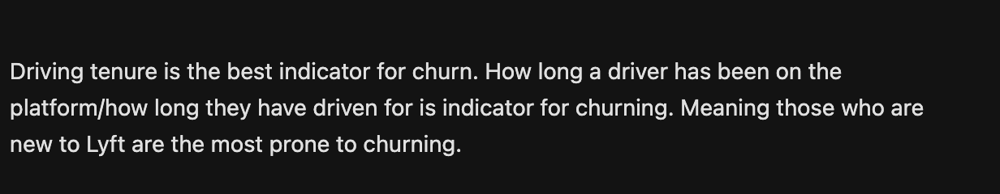 Driving tenure is the best indicator for churn. How long a driver has been on the
platform/how long they have driven for is indicator for churning. Meaning those who are
new to Lyft are the most prone to churning.